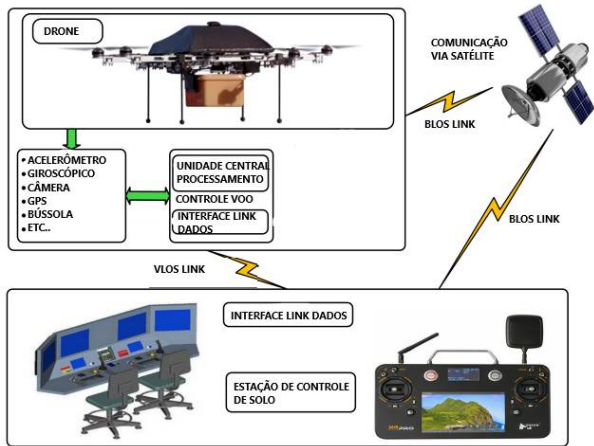 DRONE
COMUNICAÇÃO
VIA SATÉLITE
BLOS LINK
• ACELERÔMETRO
• GIROSCÓPICO
• CÂMERA
• GPS
• BÚSSOLA
• ETC..
UNIDADE CENTRAL
PROCESSAMENTO
CONTROLE VOO
INTERFACE LINK
DADOS
BLOS LINK
VLOS LINK
INTERFACE LINK DADOS
ESTAÇÃO DE CONTROLE
DE SOLO